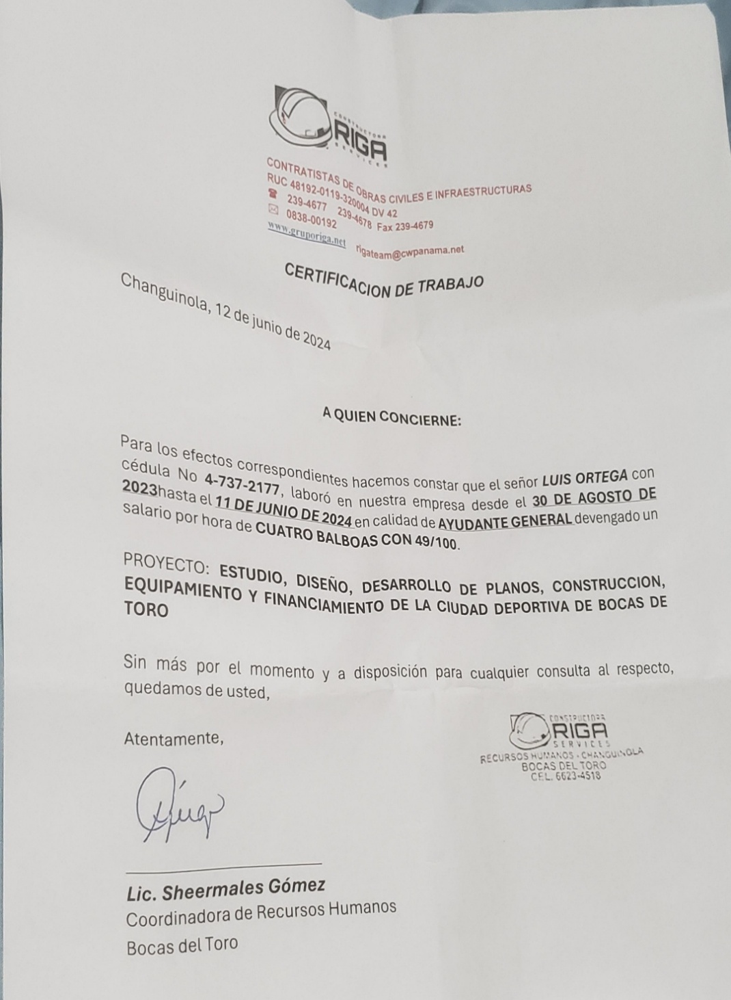 CONSTRUCTORA
RIGA
SERVICES
CONTRATISTAS DE OBRAS CIVILES E INFRAESTRUCTURAS
RUC 48192-0119-320004 DV 42
239-4677 239-4678 Fax 239-4679
0838-00192
www.gruporiga.net rigateam@cwpanama.net
CERTIFICACION DE TRABAJO
Changuinola, 12 de junio de 2024
A QUIEN CONCIERNE:
Para los efectos correspondientes hacemos constar que el señor LUIS ORTEGA con
cédula No 4-737-2177, laboró en nuestra empresa desde el 30 DE AGOSTO DE
2023hasta el 11 DE JUNIO DE 2024 en calidad de AYUDANTE GENERAL devengado un
salario por hora de CUATRO BALBOAS CON 49/100.
PROYECTO: ESTUDIO, DISEÑO, DESARROLLO DE PLANOS, CONSTRUCCION,
EQUIPAMIENTO Y FINANCIAMIENTO DE LA CIUDAD DEPORTIVA DE BOCAS DE
TORO
Sin más por el momento y a disposición para cualquier consulta al respecto,
quedamos de usted,
Atentamente,
CONSTRUCTORA
RIGA
SERVICES
RECURSOS HUMANOS - CHANGUINOLA
BOCAS DEL TORO
CEL. 6623-4518
Lic. Sheermales Gómez
Coordinadora de Recursos Humanos
Bocas del Toro